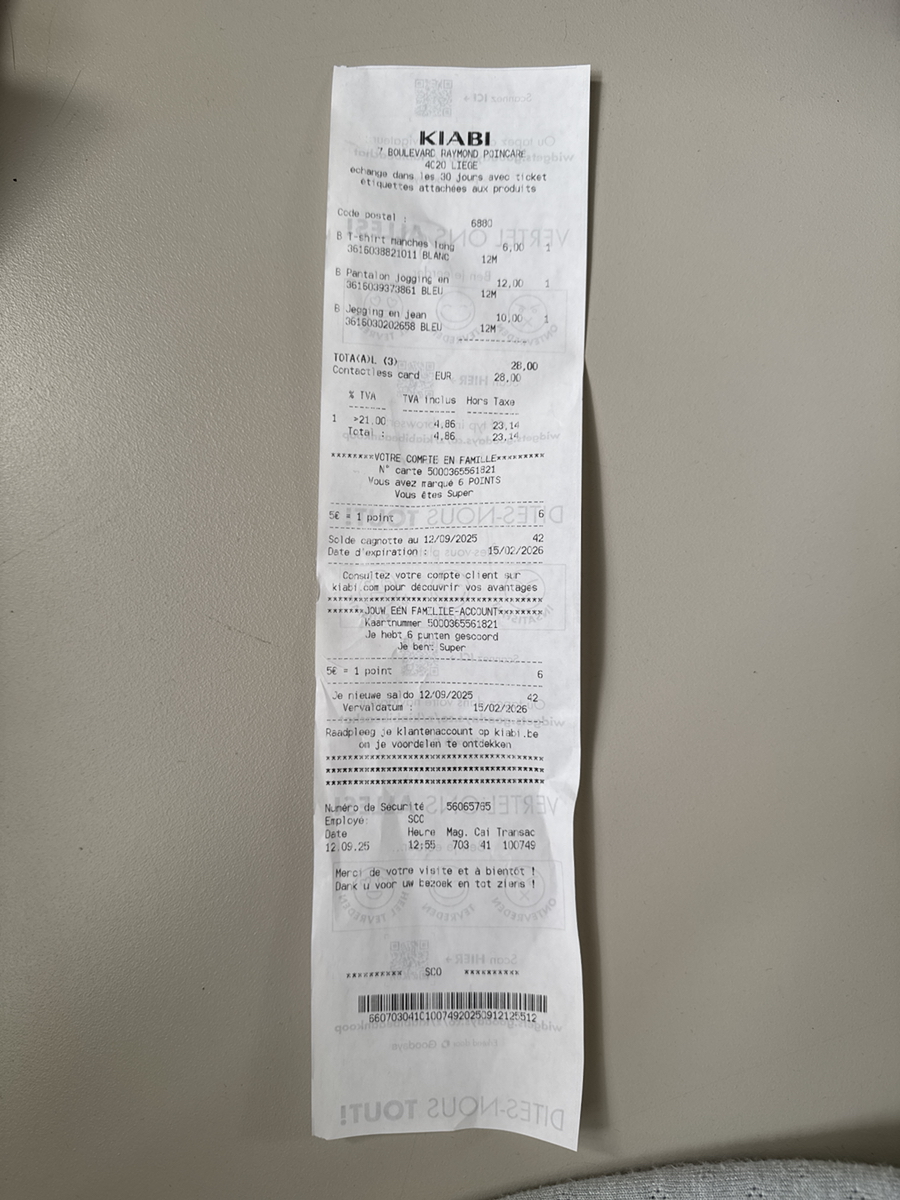 KIABI
7 BOULEVARD RAYMOND POINCARE
4020 LIEGE
échange dans les 30 jours avec ticket
étiquettes attachées aux produits
Code postal : 6880
B T-shirt manches long 6,00 1
3616038821011 BLANC 12M
B Pantalon jogging en 12,00 1
3616039373861 BLEU 12M
B Jegging en jean 10,00 1
3616030202658 BLEU 12M
------------
TOTA(A)L (3) 28,00
Contactless card EUR 28,00
% TVA TVA inclus Hors Taxe
1 >21.00 4,86 23,14
Total : 4,86 23,14
********VOTRE COMPTE EN FAMILLE*********
N° carte 5000365561821
Vous avez marqué 6 POINTS
Vous êtes Super
5€ = 1 point 6
Solde cagnotte au 12/09/2025 42
Date d'expiration : 15/02/2026
Consultez votre compte client sur
kiabi.com pour découvrir vos avantages
****************************************
*******JOUW EEN FAMILILE-ACCOUNT********
Kaartnummer 5000365561821
Je hebt 6 punten gescoord
Je bent Super
5€ = 1 point 6
Je nieuwe saldo 12/09/2025 42
Vervaldatum : 15/02/2026
Raadpleeg je klantenaccount op kiabi.be
om je voordelen te ontdekken
****************************************
****************************************
****************************************
Numéro de Sécurité 56065765
Employé: SCO
Date Heure Mag. Cai Transac
12.09.25 12:55 703 41 100749
Merci de votre visite et à bientôt !
Dank u voor uw bezoek en tot ziens !
********** SCO **********